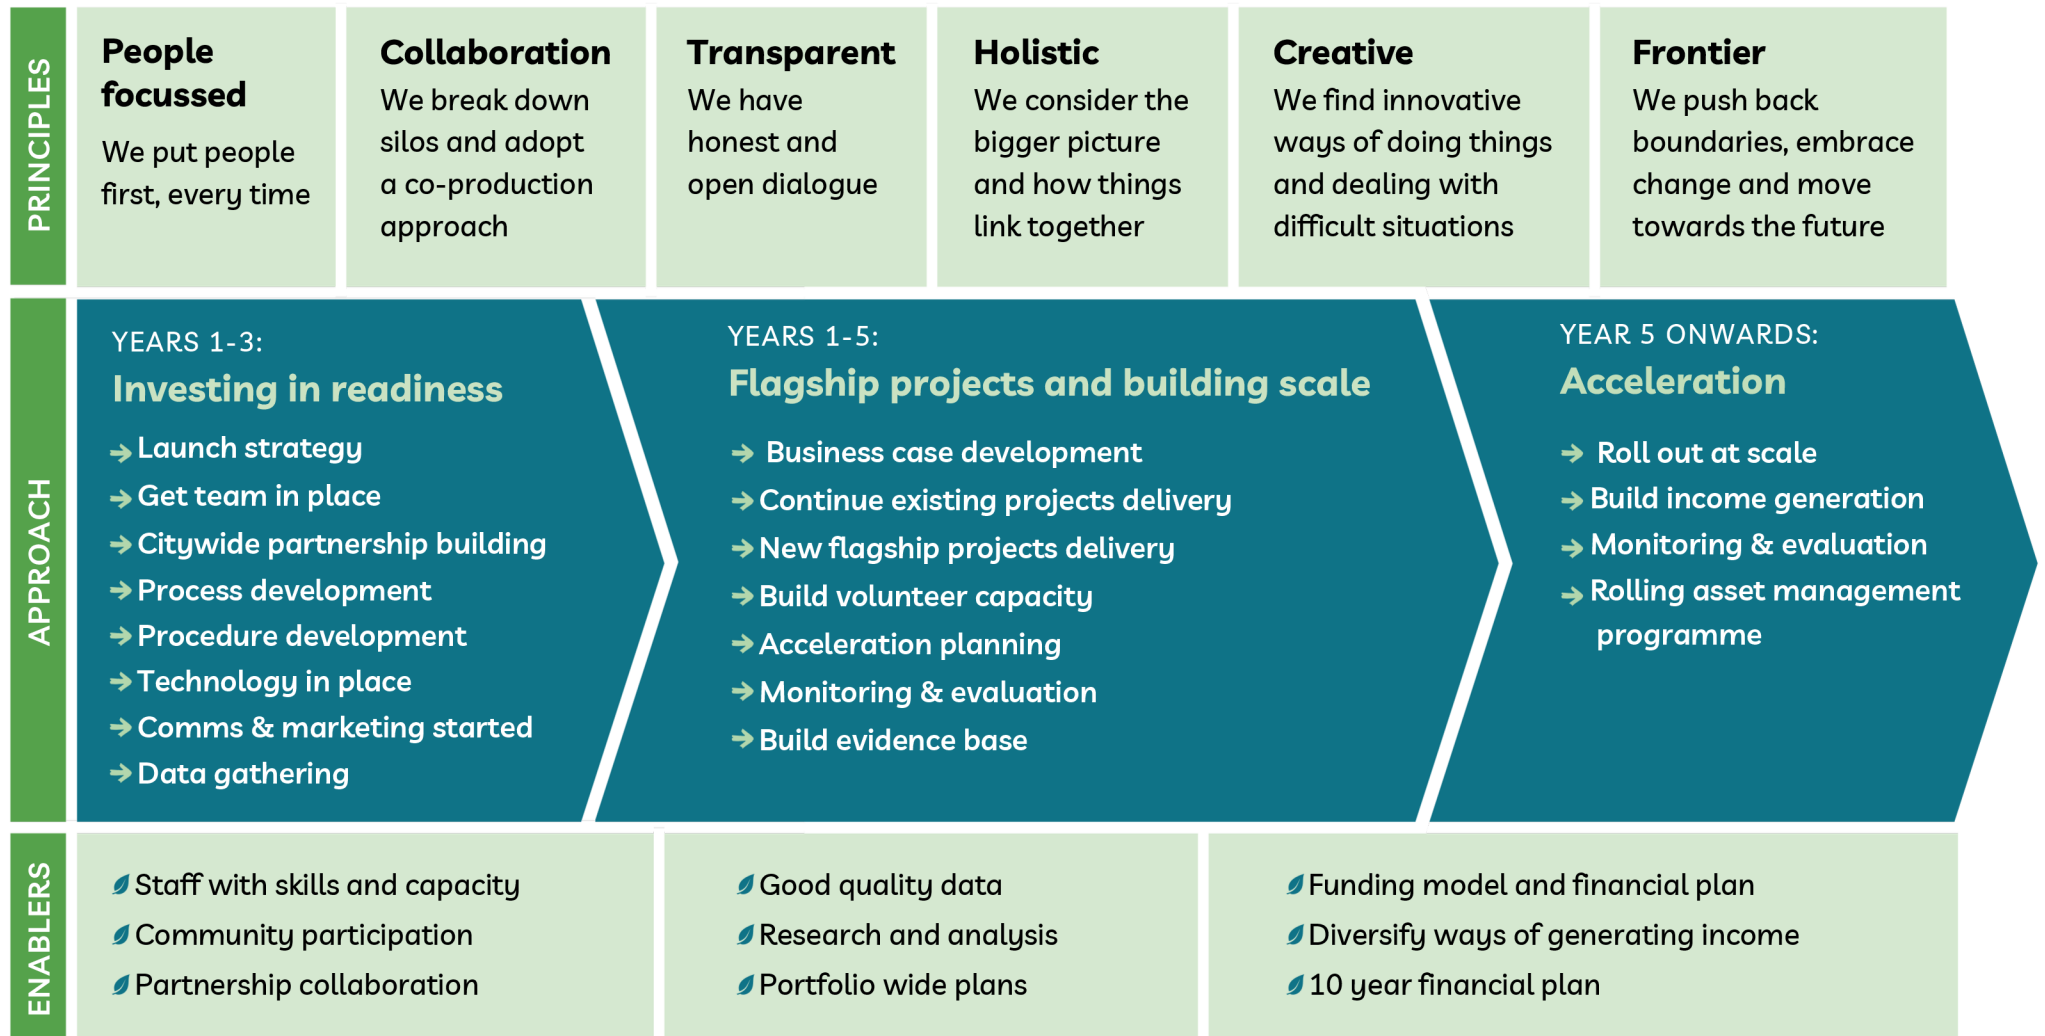 PRINCIPLES
People
focussed
We put people
first, every time
Collaboration
We break down
silos and adopt
a co-production
approach
Transparent
We have
honest and
open dialogue
Holistic
We consider the
bigger picture
and how things
link together
Creative
We find innovative
ways of doing things
and dealing with
difficult situations
Frontier
We push back
boundaries, embrace
change and move
towards the future
APPROACH
YEARS 1-3:
Investing in readiness
Launch strategy
Get team in place
Citywide partnership building
Process development
Procedure development
Technology in place
Comms & marketing started
Data gathering
YEARS 1-5:
Flagship projects and building scale
Business case development
Continue existing projects delivery
New flagship projects delivery
Build volunteer capacity
Acceleration planning
Monitoring & evaluation
Build evidence base
YEAR 5 ONWARDS:
Acceleration
Roll out at scale
Build income generation
Monitoring & evaluation
Rolling asset management
programme
ENABLERS
Staff with skills and capacity
Community participation
Partnership collaboration
Good quality data
Research and analysis
Portfolio wide plans
Funding model and financial plan
Diversify ways of generating income
10 year financial plan